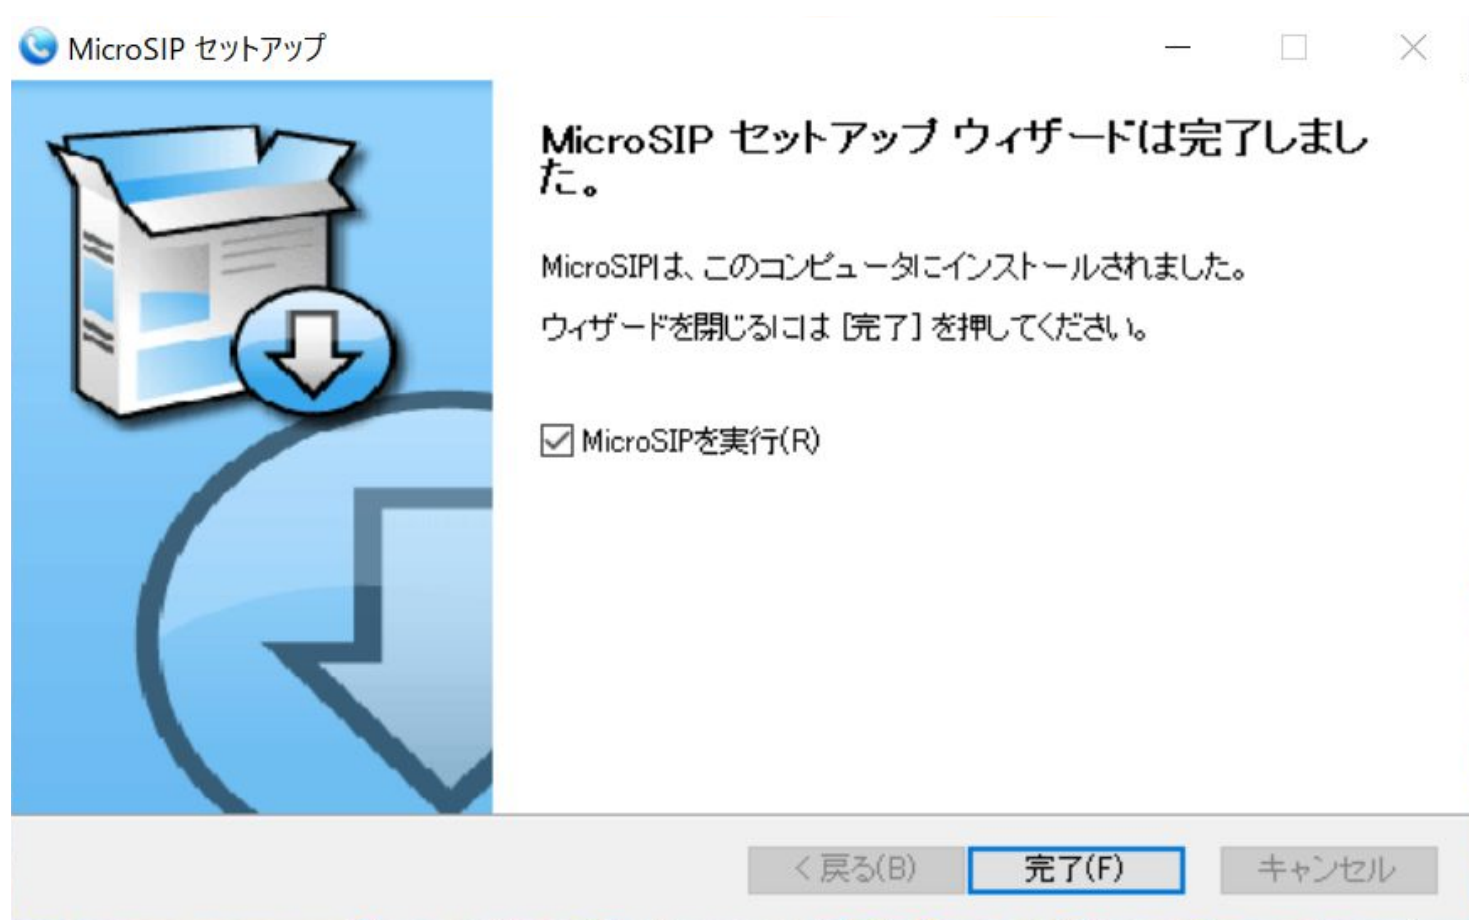 MicroSIP セットアップ
MicroSIP セットアップ ウィザードは完了しまし
た。
MicroSIPは、このコンピュータにインストールされました。
ウィザードを閉じるには [完了] を押してください。
MicroSIPを実行(R)
< 戻る(B)
完了(F)
キャンセル